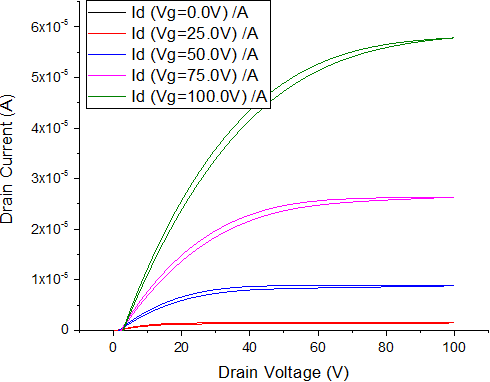 Id (Vg=0.0V) /A
Id (Vg=25.0V) /A
Id (Vg=50.0V) /A
Id (Vg=75.0V) /A
Id (Vg=100.0V) /A
6x10⁻⁵
5x10⁻⁵
4x10⁻⁵
3x10⁻⁵
2x10⁻⁵
1x10⁻⁵
0
Drain Current (A)
0 20 40 60 80 100
Drain Voltage (V)